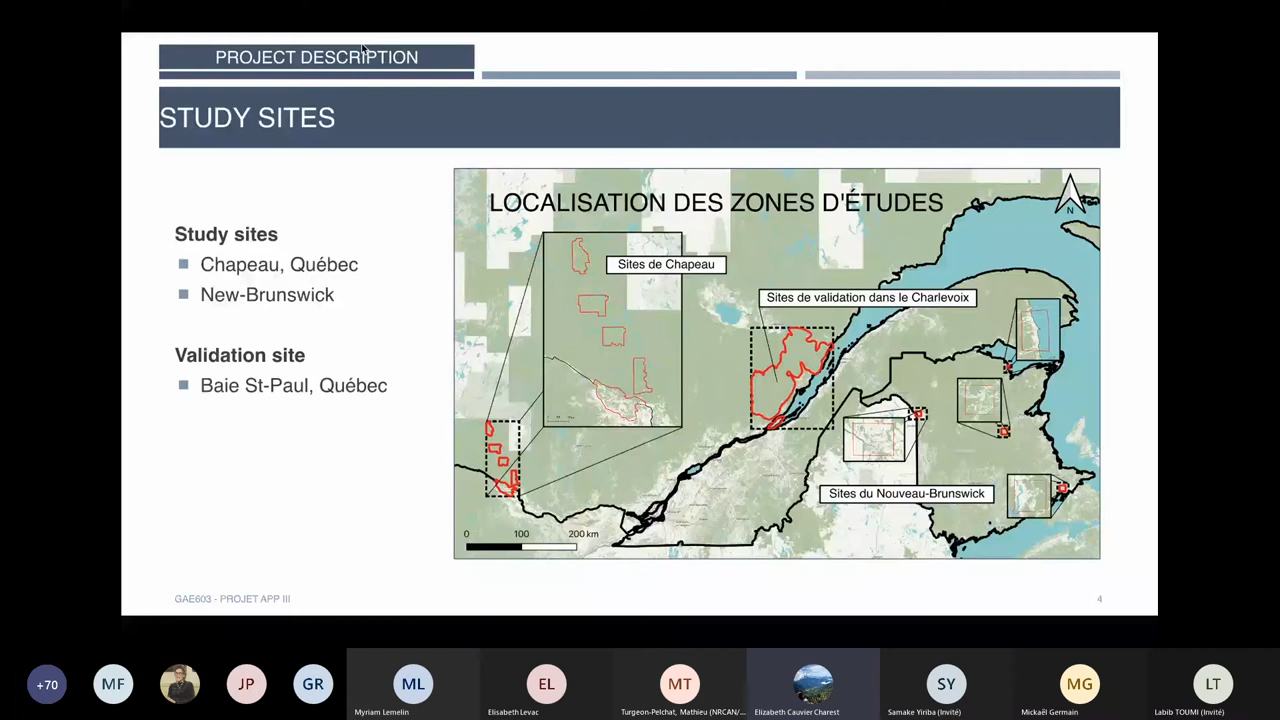 PROJECT DESCRIPTION
STUDY SITES
Study sites
Chapeau, Québec
New-Brunswick
Validation site
Baie St-Paul, Québec
LOCALISATION DES ZONES D'ÉTUDES
N
Sites de Chapeau
Sites de validation dans le Charlevoix
Sites du Nouveau-Brunswick
0 100 200 km
GAE603 - PROJET APP III
4
+70
MF
JP
GR
ML
EL
MT
SY
MG
LT
Myriam Lemelin
Elisabeth Levac
Turgeon-Pelchat, Mathieu (NRCAN/...
Elizabeth Cauvier Charest
Samake Yiriba (Invité)
Mickaël Germain
Labib TOUMI (Invité)